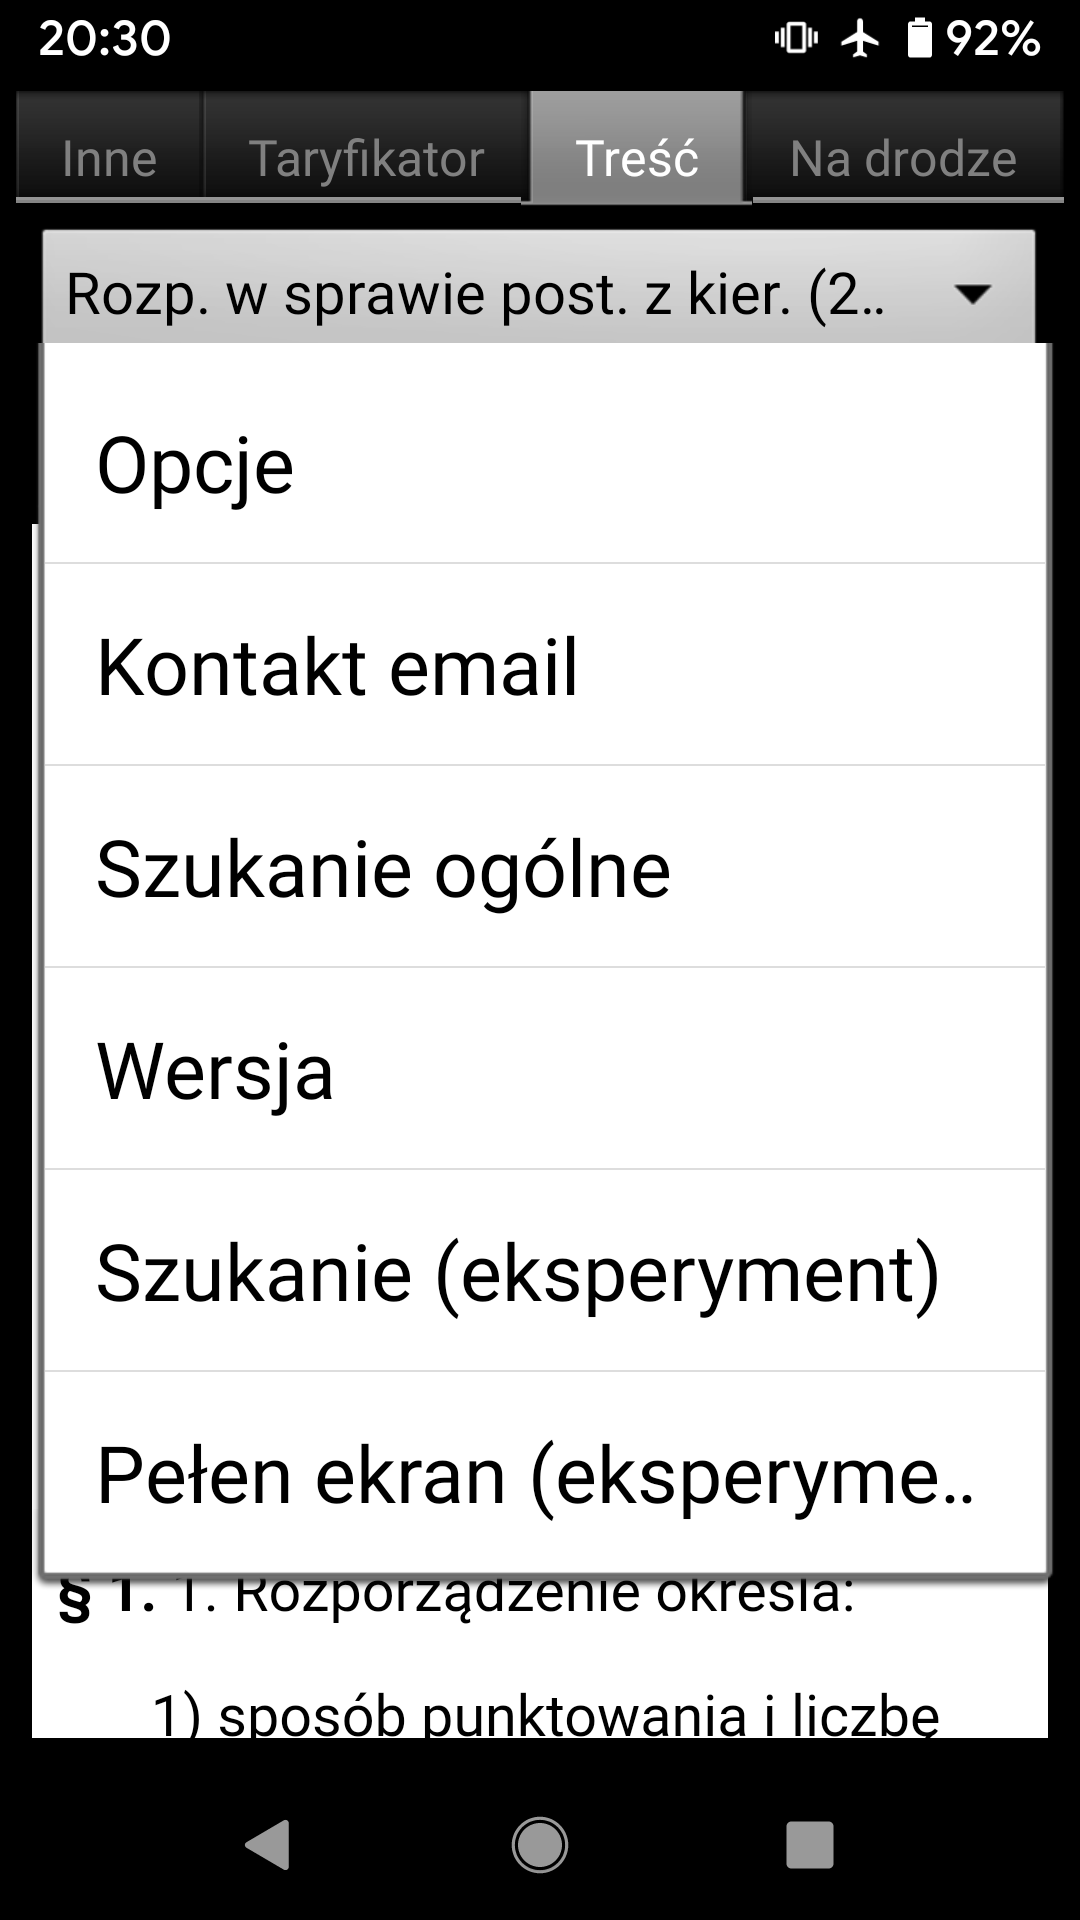 20:30 92%
Inne Taryfikator Treść Na drodze
Rozp. w sprawie post. z kier. (2..
Opcje
Kontakt email
Szukanie ogólne
Wersja
Szukanie (eksperyment)
Pełen ekran (eksperyme..
§ 1. 1. Rozporządzenie określa:
1) sposób punktowania i liczbę